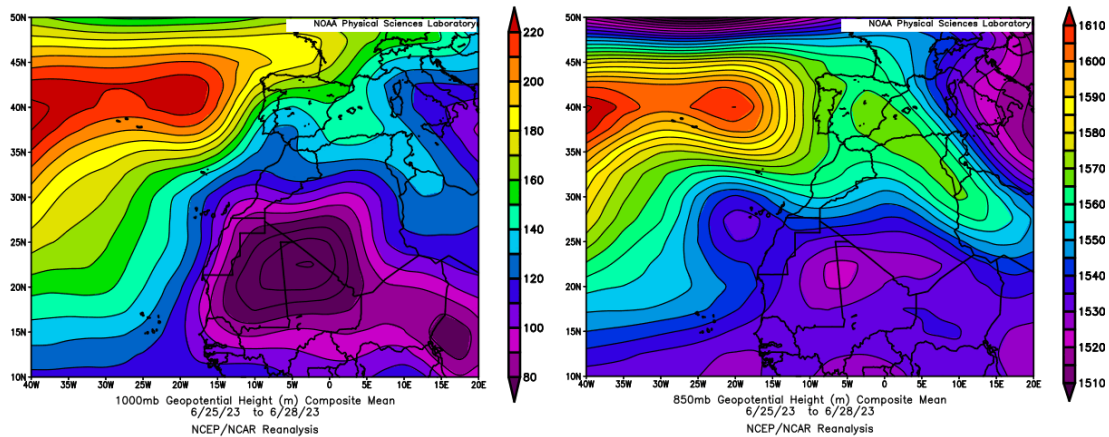 NOAA Physical Sciences Laboratory
50N
45N
40N
35N
30N
25N
20N
15N
10N
40W 35W 30W 25W 20W 15W 10W 5W 0 5E 10E 15E 20E
220
200
180
160
140
120
100
80
1000mb Geopotential Height (m) Composite Mean
6/25/23 to 6/28/23
NCEP/NCAR Reanalysis
NOAA Physical Sciences Laboratory
50N
45N
40N
35N
30N
25N
20N
15N
10N
40W 35W 30W 25W 20W 15W 10W 5W 0 5E 10E 15E 20E
1610
1600
1590
1580
1570
1560
1550
1540
1530
1520
1510
850mb Geopotential Height (m) Composite Mean
6/25/23 to 6/28/23
NCEP/NCAR Reanalysis